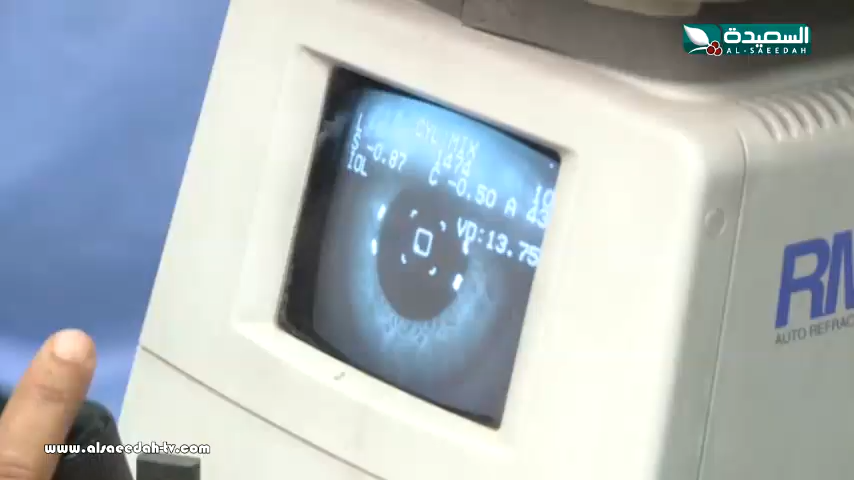 السعيدة
AL-SAEEDAH
CYL MIX
L 1474
S -0.87 C -0.50 A 43
IOL
VD:13.75
RM
AUTO REFRAC
www.alsaeedah-tv.com